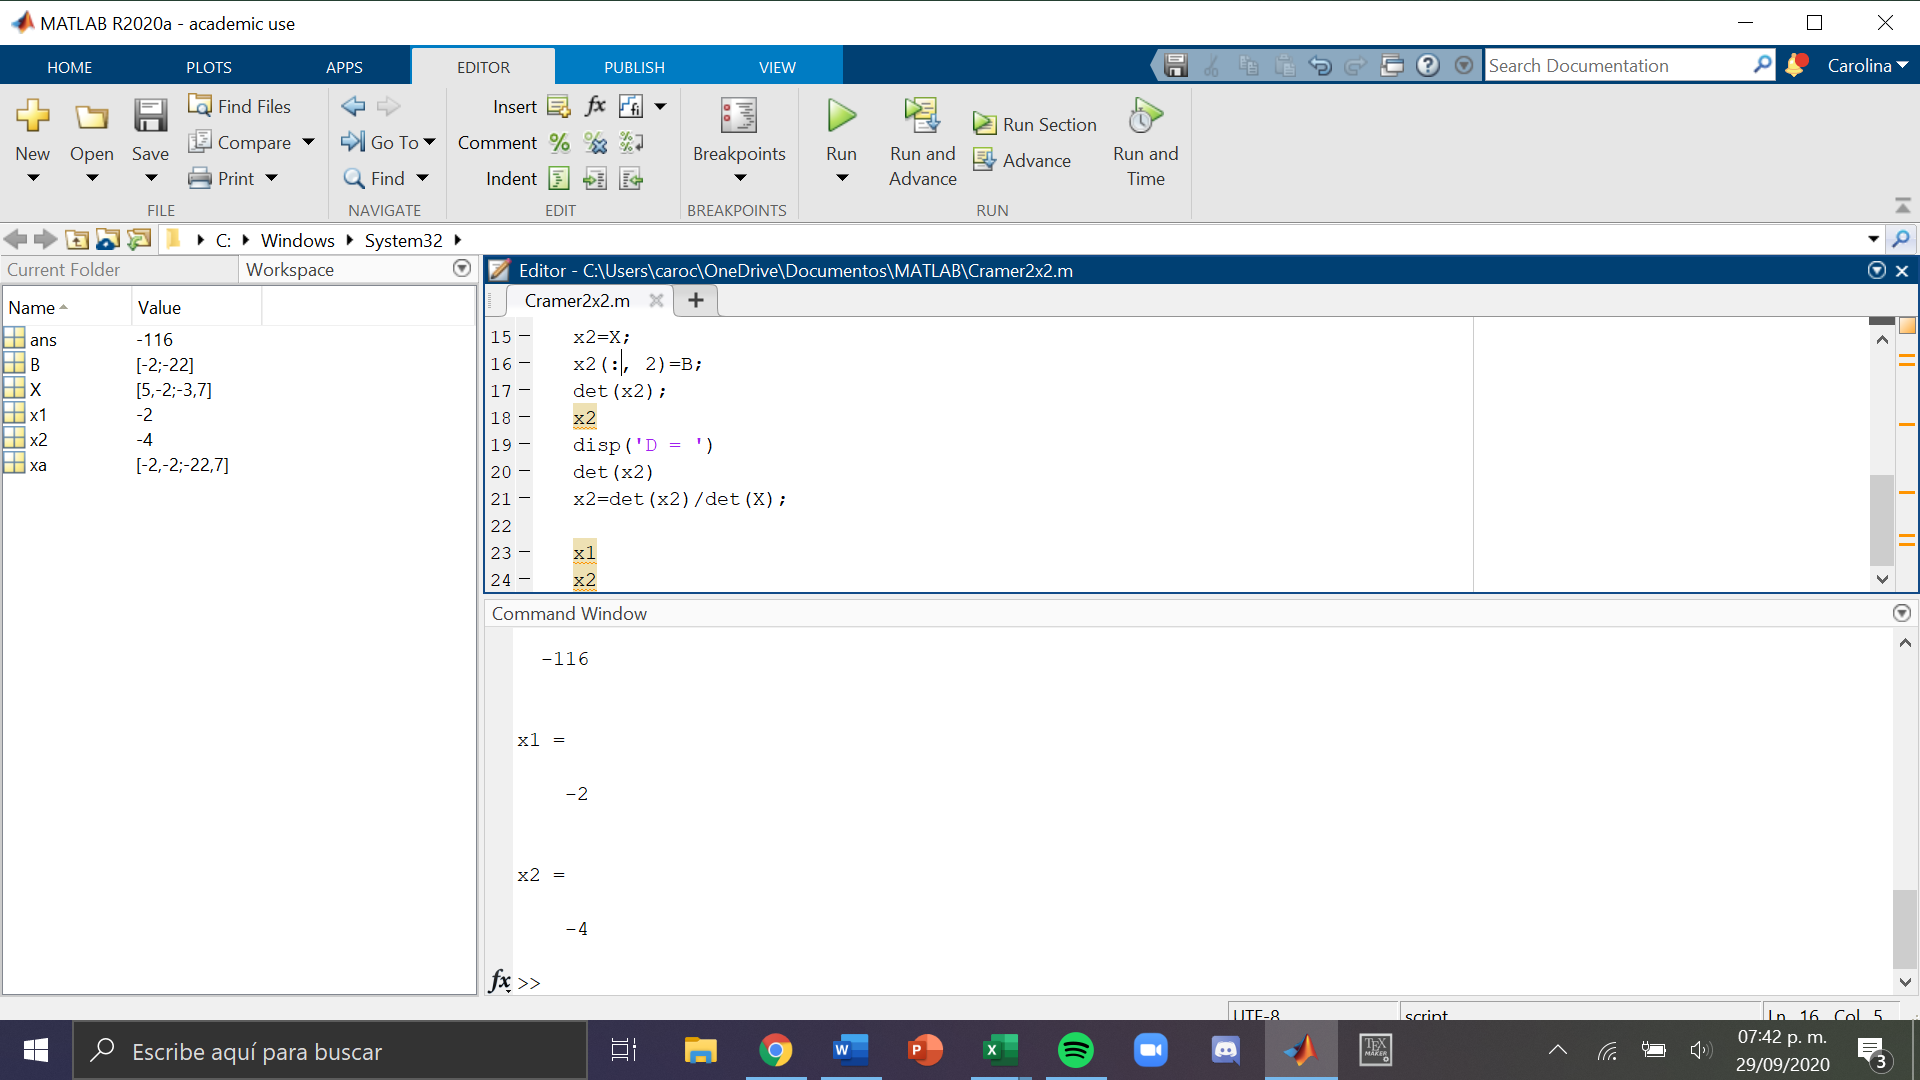 MATLAB R2020a - academic use
HOME PLOTS APPS EDITOR PUBLISH VIEW Search Documentation Carolina
New Open Save Find Files Compare Print
FILE
Go To Find
NAVIGATE
Insert fx fi
Comment
Indent
EDIT
Breakpoints
BREAKPOINTS
Run Run and Advance Run Section Advance Run and Time
RUN
C: Windows System32
Current Folder Workspace
Name Value
ans -116
B [-2;-22]
X [5,-2;-3,7]
x1 -2
x2 -4
xa [-2,-2;-22,7]
Editor - C:\Users\caroc\OneDrive\Documentos\MATLAB\Cramer2x2.m
Cramer2x2.m
15 – x2=X;
16 – x2(:, 2)=B;
17 – det(x2);
18 – x2
19 – disp('D = ')
20 – det(x2)
21 – x2=det(x2)/det(X);
22
23 – x1
24 – x2
Command Window
-116
x1 =
-2
x2 =
-4
fx >>
UTF-8 script Ln 16 Col 5
Escribe aquí para buscar
W P X TEX MAKER
07:42 p. m.
29/09/2020
3